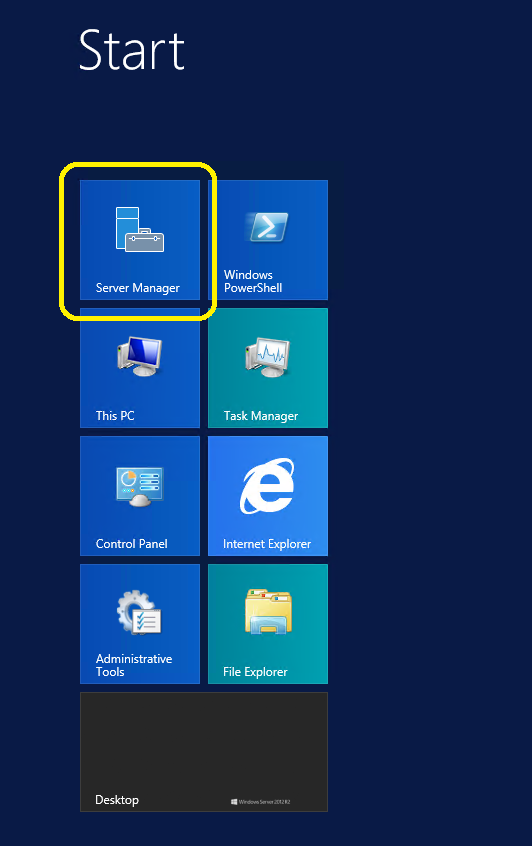 Start
Server Manager
Windows
PowerShell
This PC
Task Manager
Control Panel
Internet Explorer
Administrative
Tools
File Explorer
Desktop
Windows Server 2012 R2